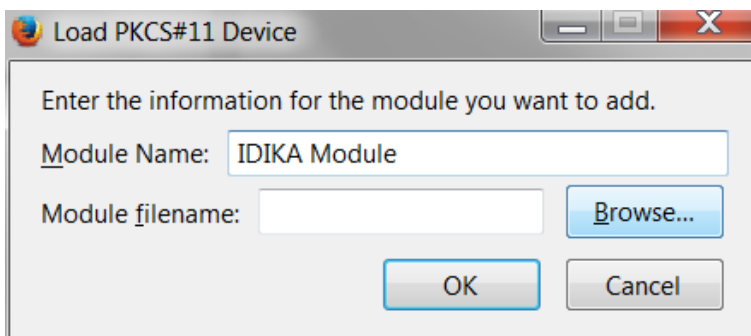 Load PKCS#11 Device
Enter the information for the module you want to add.
Module Name: IDIKA Module
Module filename: Browse...
OK Cancel